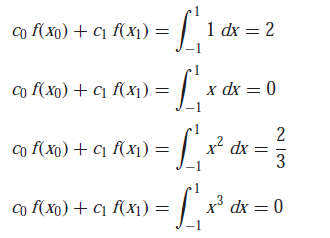 c₀ f(x₀) + c₁ f(x₁) = ∫₋₁¹ 1 dx = 2
c₀ f(x₀) + c₁ f(x₁) = ∫₋₁¹ x dx = 0
c₀ f(x₀) + c₁ f(x₁) = ∫₋₁¹ x² dx = 2/3
c₀ f(x₀) + c₁ f(x₁) = ∫₋₁¹ x³ dx = 0